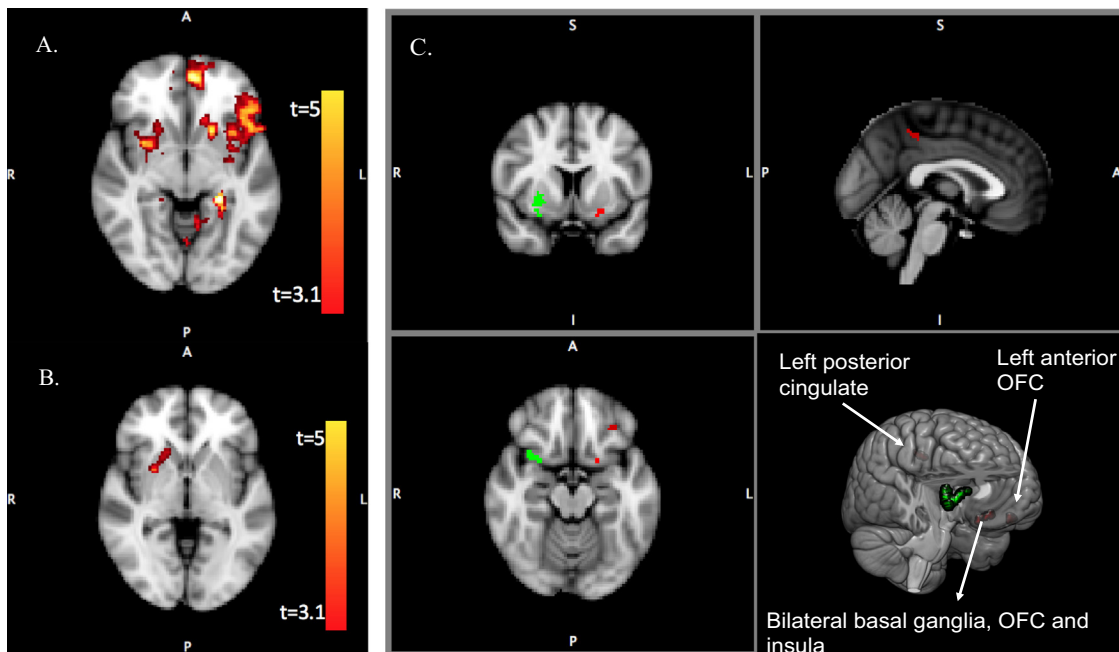 A.
A
t=5
R
L
t=3.1
P
B.
A
t=5
R
L
t=3.1
P
C.
S
R
L
I
S
P
A
I
A
R
L
P
Left posterior
cingulate
Left anterior
OFC
Bilateral basal ganglia, OFC and
insula